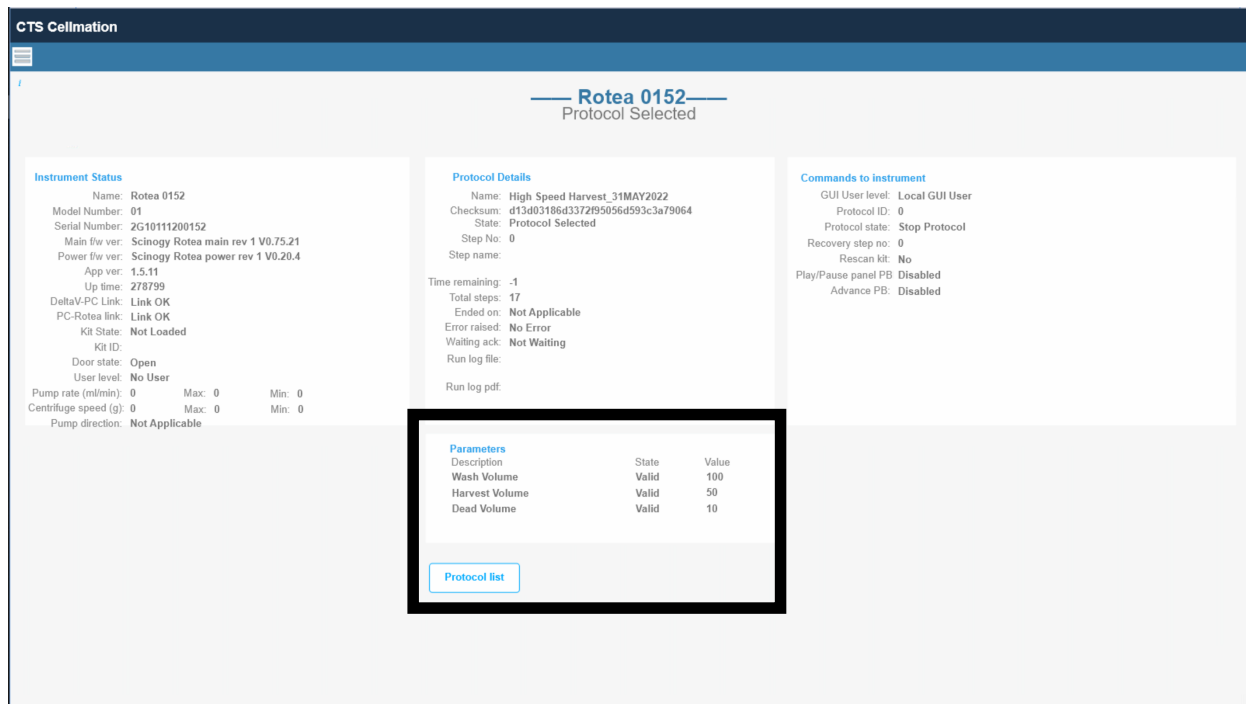 CTS Cellmation
i
Rotea 0152
Protocol Selected
Instrument Status
Name: Rotea 0152
Model Number: 01
Serial Number: 2G10111200152
Main f/w ver: Scinogy Rotea main rev 1 V0.75.21
Power f/w ver: Scinogy Rotea power rev 1 V0.20.4
App ver: 1.5.11
Up time: 278799
DeltaV-PC Link: Link OK
PC-Rotea link: Link OK
Kit State: Not Loaded
Kit ID:
Door state: Open
User level: No User
Pump rate (ml/min): 0 Max: 0 Min: 0
Centrifuge speed (g): 0 Max: 0 Min: 0
Pump direction: Not Applicable
Protocol Details
Name: High Speed Harvest_31MAY2022
Checksum: d13d03186d3372f95056d593c3a79064
State: Protocol Selected
Step No: 0
Step name:
Time remaining: -1
Total steps: 17
Ended on: Not Applicable
Error raised: No Error
Waiting ack: Not Waiting
Run log file:
Run log pdf:
Parameters
Description State Value
Wash Volume Valid 100
Harvest Volume Valid 50
Dead Volume Valid 10
Protocol list
Commands to instrument
GUI User level: Local GUI User
Protocol ID: 0
Protocol state: Stop Protocol
Recovery step no: 0
Rescan kit: No
Play/Pause panel PB Disabled
Advance PB: Disabled